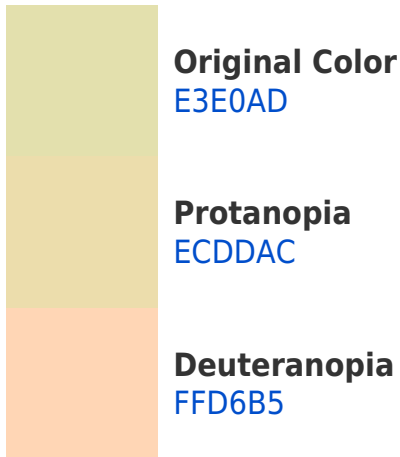 Original Color
E3E0AD
Protanopia
ECDDAC
Deuteranopia
FFD6B5